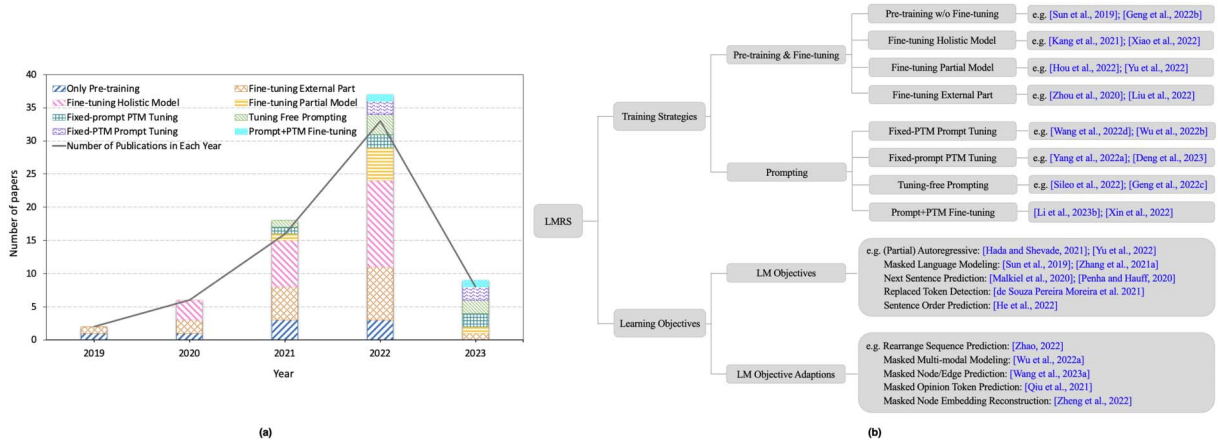 40
35
30
25
20
15
10
5
0
Number of papers
Only Pre-training
Fine-tuning External Part
Fine-tuning Holistic Model
Fine-tuning Partial Model
Fixed-prompt PTM Tuning
Tuning Free Prompting
Fixed-PTM Prompt Tuning
Prompt+PTM Fine-tuning
Number of Publications in Each Year
2019
2020
2021
2022
2023
Year
(a)
LMRS
Training Strategies
Pre-training & Fine-tuning
Pre-training w/o Fine-tuning
e.g. [Sun et al., 2019]; [Geng et al., 2022b]
Fine-tuning Holistic Model
e.g. [Kang et al., 2021]; [Xiao et al., 2022]
Fine-tuning Partial Model
e.g. [Hou et al., 2022]; [Yu et al., 2022]
Fine-tuning External Part
e.g. [Zhou et al., 2020]; [Liu et al., 2022]
Prompting
Fixed-PTM Prompt Tuning
e.g. [Wang et al., 2022d]; [Wu et al., 2022b]
Fixed-prompt PTM Tuning
e.g. [Yang et al., 2022a]; [Deng et al., 2023]
Tuning-free Prompting
e.g. [Sileo et al., 2022]; [Geng et al., 2022c]
Prompt+PTM Fine-tuning
[Li et al., 2023b]; [Xin et al., 2022]
Learning Objectives
LM Objectives
e.g. (Partial) Autoregressive: [Hada and Shevade, 2021]; [Yu et al., 2022]
Masked Language Modeling: [Sun et al., 2019]; [Zhang et al., 2021a]
Next Sentence Prediction: [Malkiel et al., 2020]; [Penha and Hauff, 2020]
Replaced Token Detection: [de Souza Pereira Moreira et al. 2021]
Sentence Order Prediction: [He et al., 2022]
LM Objective Adaptions
e.g. Rearrange Sequence Prediction: [Zhao, 2022]
Masked Multi-modal Modeling: [Wu et al., 2022a]
Masked Node/Edge Prediction: [Wang et al., 2023a]
Masked Opinion Token Prediction: [Qiu et al., 2021]
Masked Node Embedding Reconstruction: [Zheng et al., 2022]
(b)